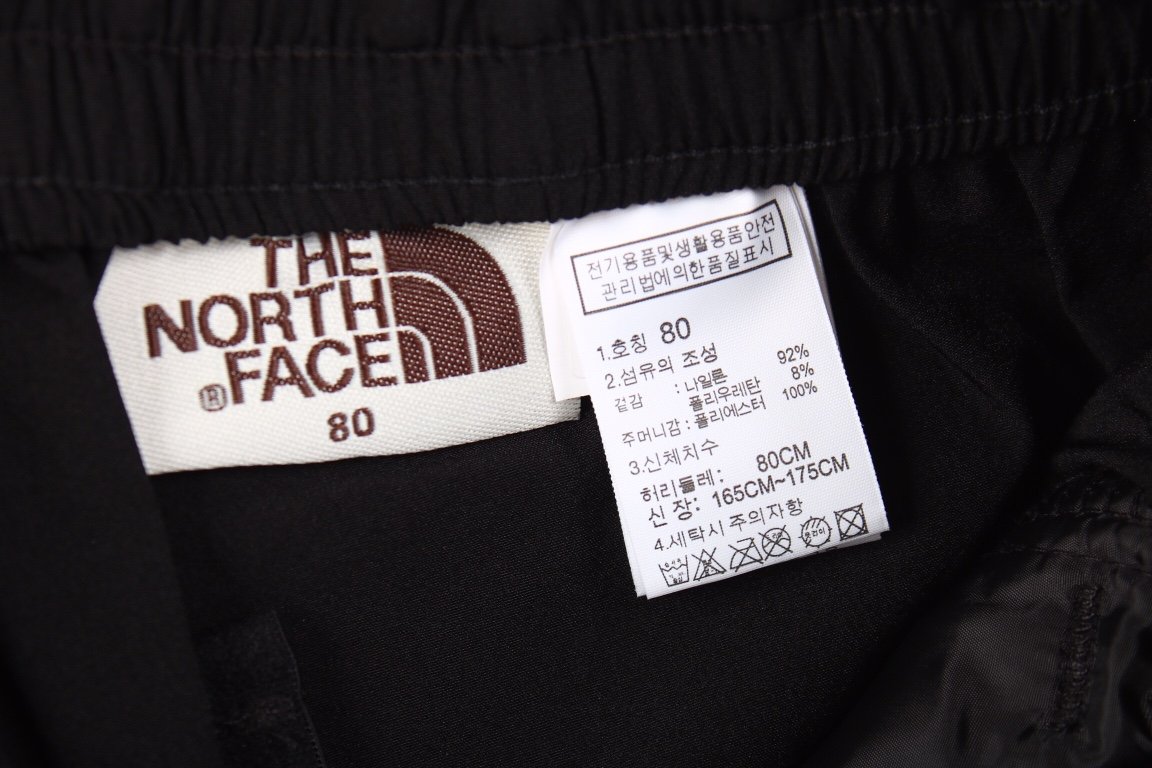 THE
NORTH
FACE
®
80
전기용품및생활용품안전
관리법에의한품질표시
1.호칭 80
2.섬유의 조성
겉감 : 나일론 92%
폴리우레탄 8%
주머니감 : 폴리에스터 100%
3.신체치수
허리둘레: 80CM
신 장: 165CM~175CM
4.세탁시 주의자항